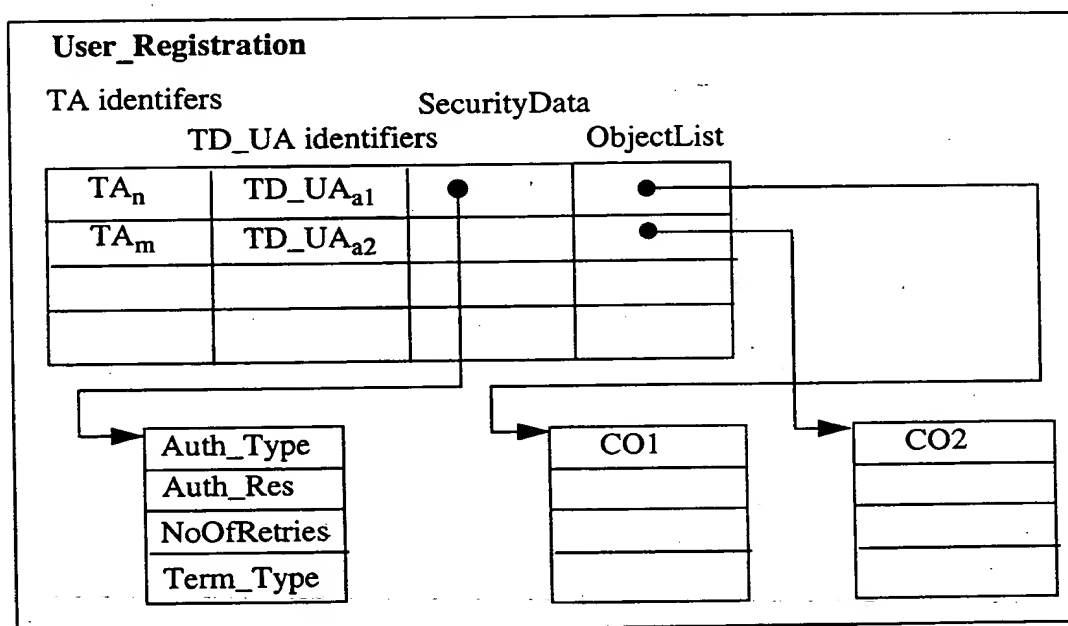 User_Registration
TA identifers
SecurityData
TD_UA identifiers
ObjectList
TAn TD_UAa1
TAm TD_UAa2
Auth_Type
Auth_Res
NoOfRetries
Term_Type
CO1
CO2